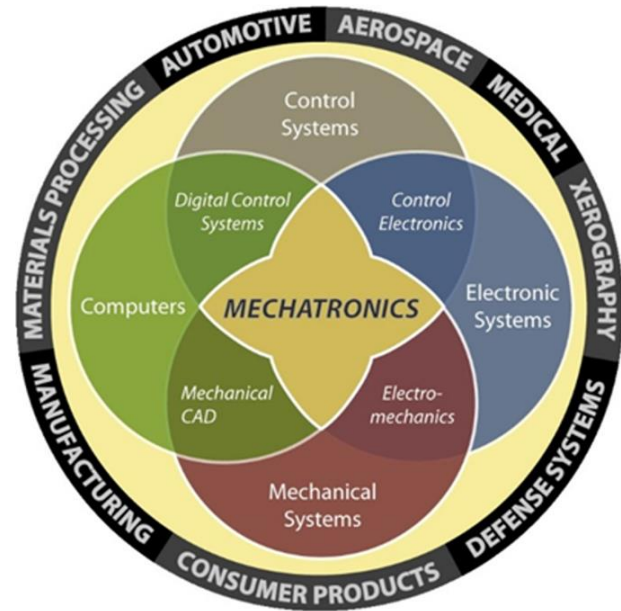 AUTOMOTIVE
AEROSPACE
MEDICAL
XEROGRAPHY
DEFENSE SYSTEMS
CONSUMER PRODUCTS
MANUFACTURING
MATERIALS PROCESSING
Control
Systems
Digital Control
Systems
Control
Electronics
Computers
MECHATRONICS
Electronic
Systems
Mechanical
CAD
Electro-
mechanics
Mechanical
Systems